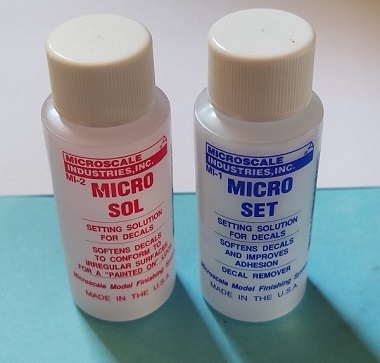 MICROSCALE
INDUSTRIES, INC.
MI-2
MICRO
SOL
SETTING SOLUTION
FOR DECALS
SOFTENS DECALS
TO CONFORM TO
IRREGULAR SURFACES
FOR A "PAINTED ON" LOOK
Microscale Model Finishing System
MADE IN THE U.S.A.
MICROSCALE
INDUSTRIES, INC.
MI-1
MICRO
SET
SETTING SOLUTION
FOR DECALS
SOFTENS DECALS
AND IMPROVES
ADHESION
DECAL REMOVER
Microscale Model Finishing System
MADE IN THE U.S.A.